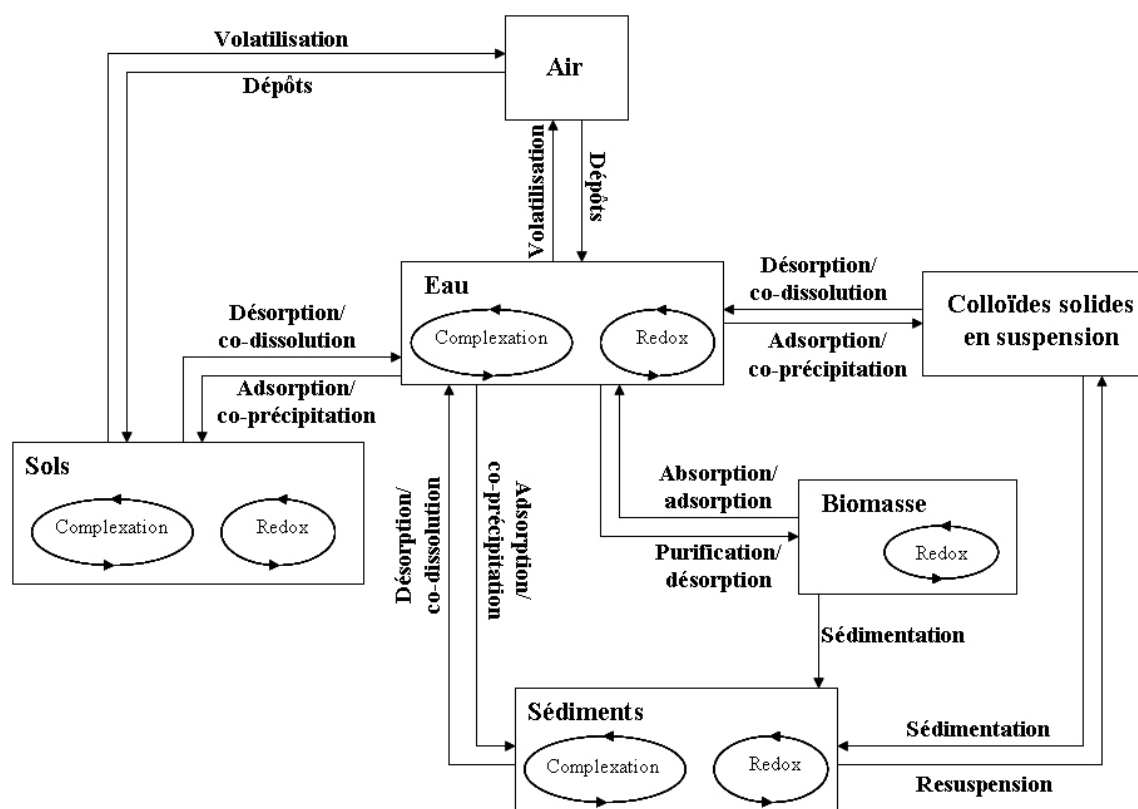 Volatilisation
Air
Dépôts
Volatilisation
Dépôts
Eau
Complexation
Redox
Désorption/
co-dissolution
Adsorption/
co-précipitation
Colloïdes solides
en suspension
Désorption/
co-dissolution
Adsorption/
co-précipitation
Sols
Complexation
Redox
Désorption/
co-dissolution
Adsorption/
co-précipitation
Absorption/
adsorption
Purification/
désorption
Biomasse
Redox
Sédimentation
Sédiments
Complexation
Redox
Sédimentation
Resuspension